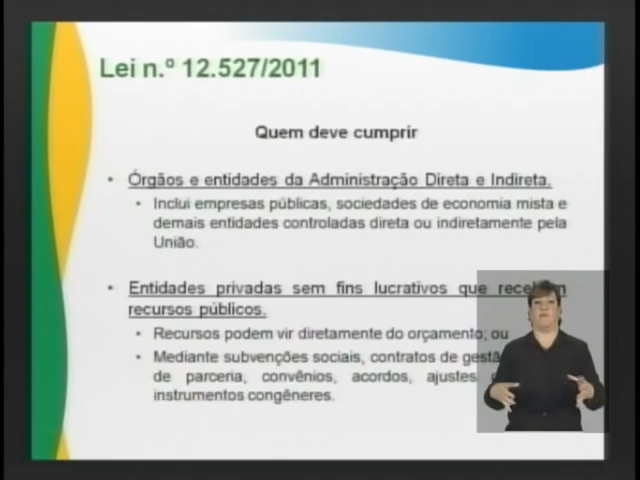 Lei n.º 12.527/2011
Quem deve cumprir
• Órgãos e entidades da Administração Direta e Indireta,
• Inclui empresas públicas, sociedades de economia mista e
demais entidades controladas direta ou indiretamente pela
União.
• Entidades privadas sem fins lucrativos que
recursos públicos.
• Recursos podem vir diretamente do orçamento; ou
• Mediante subvenções sociais, contratos de
de parceria, convênios, acordos, ajustes
instrumentos congêneres.